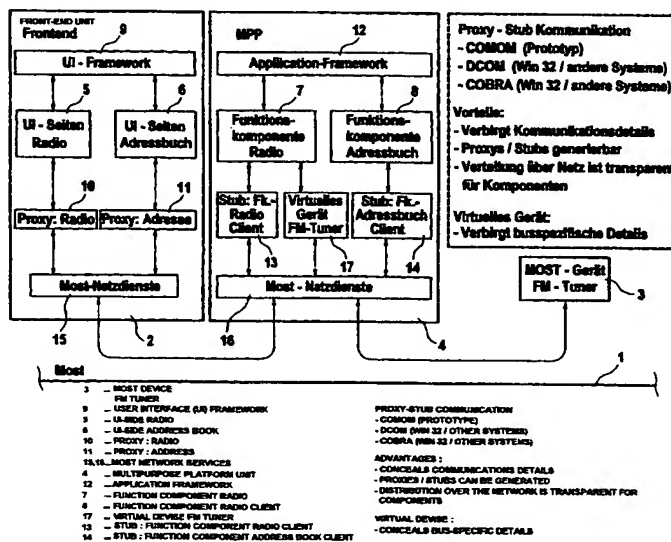 FRONT-END UNIT
Frontend
9
UI - Framework
5
6
UI - Seiten
Radio
UI - Seiten
Adressbuch
10
11
Proxy: Radio
Proxy: Adresse
Most-Netzdienste
15
2
MPP
12
Application-Framework
7
8
Funktions-
komponente
Radio
Funktions-
komponente
Adressbuch
Stub: Fk.-
Radio
Client
Virtuelles
Gerät
FM-Tuner
Stub: Fk.-
Adressbuch
Client
13
17
14
Most - Netzdienste
16
4
Proxy - Stub Kommunikation
- COMOM (Prototyp)
- DCOM (Win 32 / andere Systeme)
- COBRA (Win 32 / andere Systeme)
Vorteile:
- Verbirgt Kommunikationsdetails
- Proxys / Stubs generierbar
- Verteilung über Netz ist transparent
für Komponenten
Virtuelles Gerät:
- Verbirgt busspezifische Details
MOST - Gerät
FM - Tuner
3
Most
1
3 ... MOST DEVICE
FM TUNER
9 ... USER INTERFACE (UI) FRAMEWORK
5 ... UI-SIDE RADIO
6 ... UI-SIDE ADDRESS BOOK
10 ... PROXY : RADIO
11 ... PROXY : ADDRESS
15,16... MOST NETWORK SERVICES
4 ... MULTIPURPOSE PLATFORM UNIT
12 ... APPLICATION FRAMEWORK
7 ... FUNCTION COMPONENT RADIO
8 ... FUNCTION COMPONENT RADIO CLIENT
17 ... VIRTUAL DEVISE FM TUNER
13 ... STUB : FUNCTION COMPONENT RADIO CLIENT
14 ... STUB : FUNCTION COMPONENT ADDRESS BOOK CLIENT
PROXY-STUB COMMUNICATION
- COMOM (PROTOTYPE)
- DCOM (WIN 32 / OTHER SYSTEMS)
- COBRA (WIN 32 / OTHER SYSTEMS)
ADVANTAGES :
- CONCEALS COMMUNICATIONS DETAILS
- PROXIES / STUBS CAN BE GENERATED
- DISTRIBUTION OVER THE NETWORK IS TRANSPARENT FOR
COMPONENTS
VIRTUAL DEVISE :
- CONCEALS BUS-SPECIFIC DETAILS